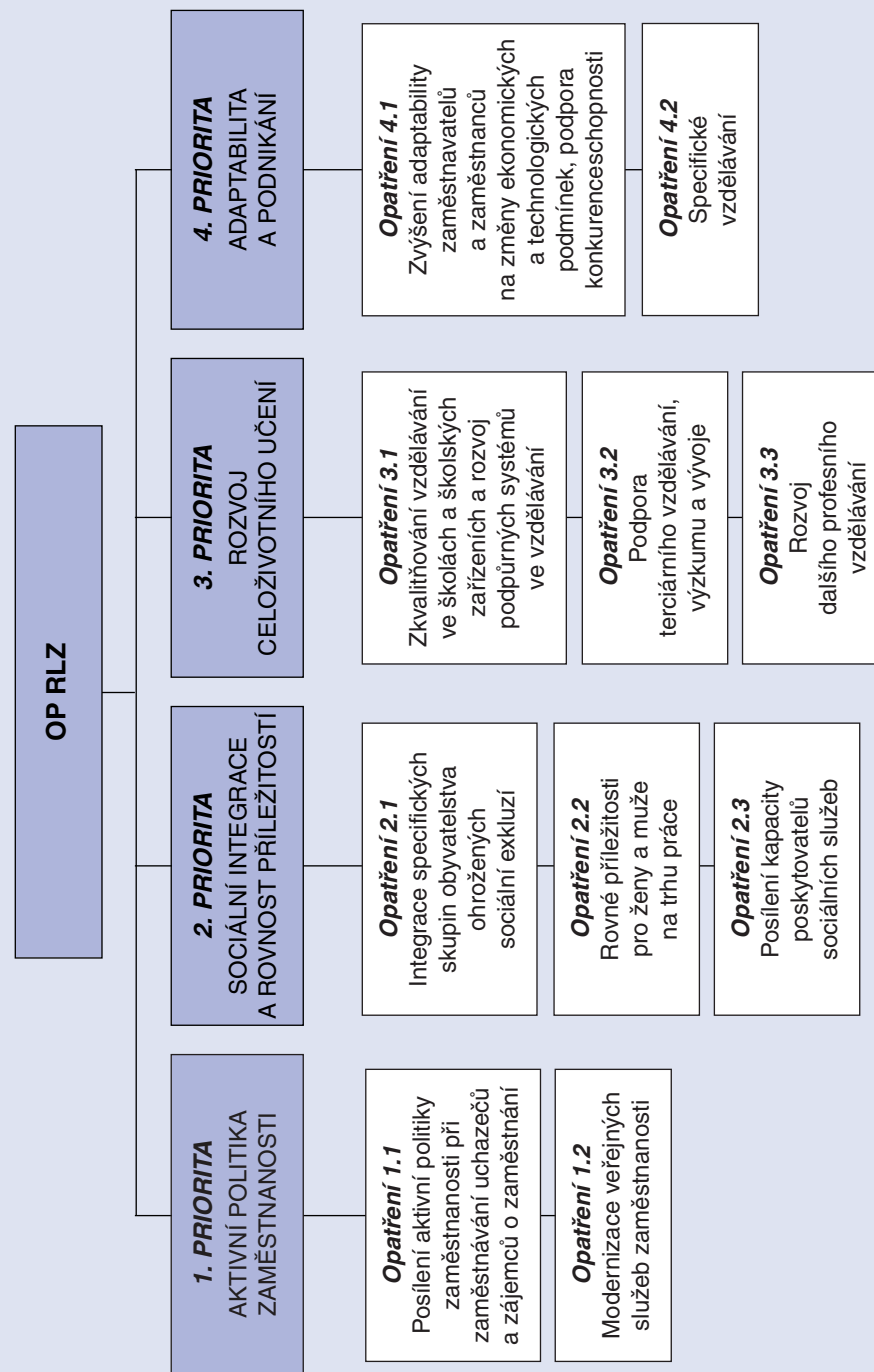 OP RLZ
1. PRIORITA
AKTIVNÍ POLITIKA
ZAMĚSTNANOSTI
Opatření 1.1
Posílení aktivní politiky
zaměstnanosti při
zaměstnávání uchazečů
a zájemců o zaměstnání
Opatření 1.2
Modernizace veřejných
služeb zaměstnanosti
2. PRIORITA
SOCIÁLNÍ INTEGRACE
A ROVNOST PŘÍLEŽITOSTÍ
Opatření 2.1
Integrace specifických
skupin obyvatelstva
ohrožených
sociální exkluzí
Opatření 2.2
Rovné příležitosti
pro ženy a muže
na trhu práce
Opatření 2.3
Posílení kapacity
poskytovatelů
sociálních služeb
3. PRIORITA
ROZVOJ
CELOŽIVOTNÍHO UČENÍ
Opatření 3.1
Zkvalitňování vzdělávání
ve školách a školských
zařízeních a rozvoj
podpůrných systémů
ve vzdělávání
Opatření 3.2
Podpora
terciárního vzdělávání,
výzkumu a vývoje
Opatření 3.3
Rozvoj
dalšího profesního
vzdělávání
4. PRIORITA
ADAPTABILITA
A PODNIKÁNÍ
Opatření 4.1
Zvýšení adaptability
zaměstnavatelů
a zaměstnanců
na změny ekonomických
a technologických
podmínek, podpora
konkurenceschopnosti
Opatření 4.2
Specifické
vzdělávání